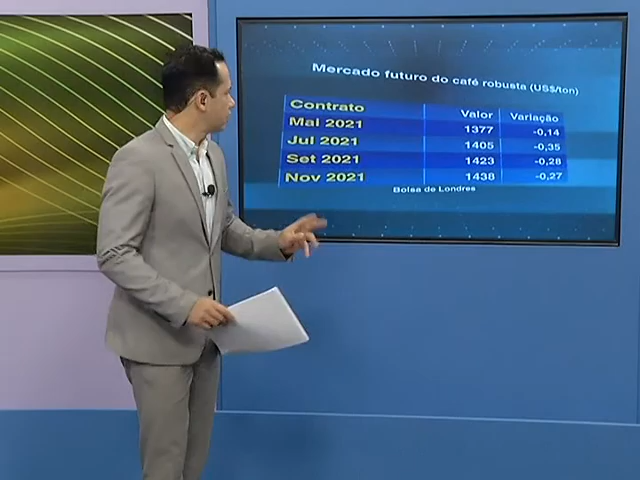 Mercado futuro do café robusta (US$/ton)
Contrato Valor Variação
Mai 2021 1377 -0,14
Jul 2021 1405 -0,35
Set 2021 1423 -0,28
Nov 2021 1438 -0,27
Bolsa de Londres